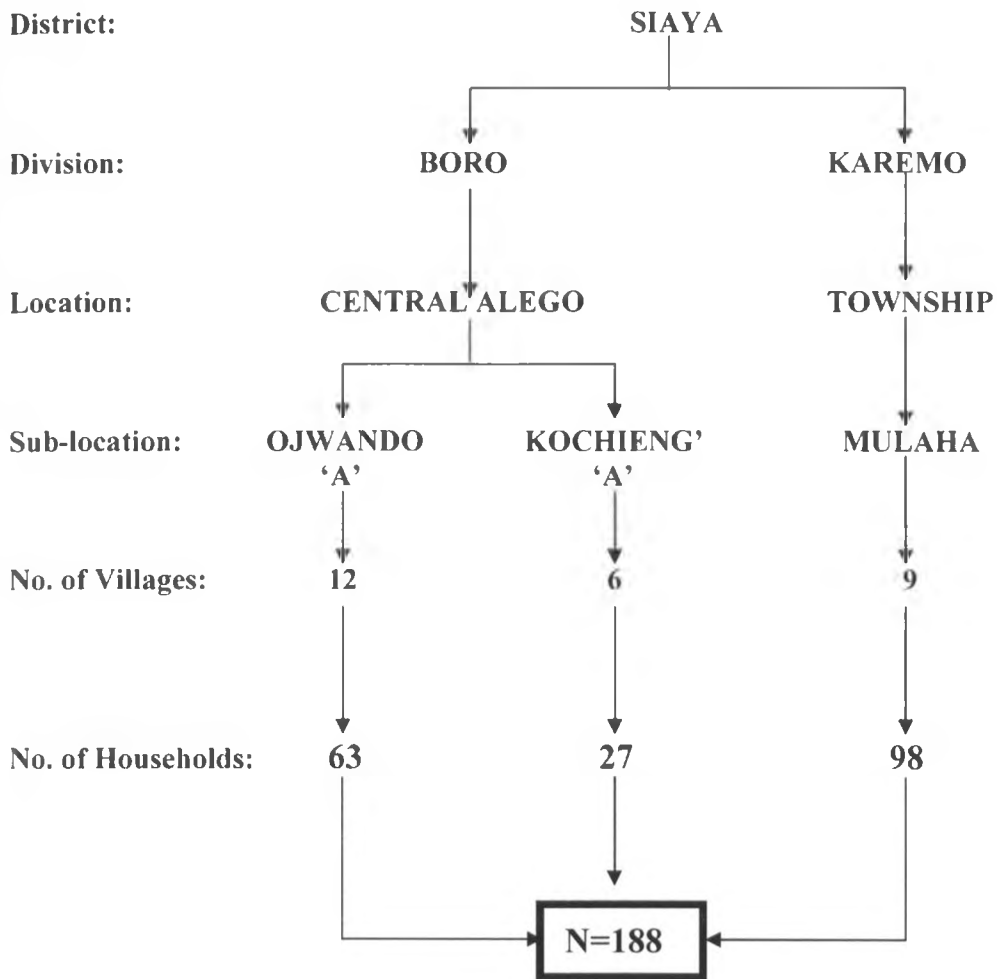 District: SIAYA
Division: BORO KAREMO
Location: CENTRAL ALEGO TOWNSHIP
Sub-location: OJWANDO KOCHIENG’ MULAHA
‘A’ ‘A’
No. of Villages: 12 6 9
No. of Households: 63 27 98
N=188